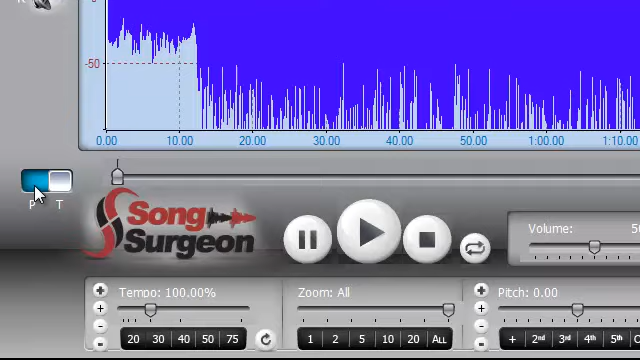 -50
0.00 10.00 20.00 30.00 40.00 50.00 1:00.00 1:10.00
P T
Song
Surgeon
Volume: 50
Tempo: 100.00% Zoom: All Pitch: 0.00
20 30 40 50 75 1 2 5 10 20 ALL + 2nd 3rd 4th 5th